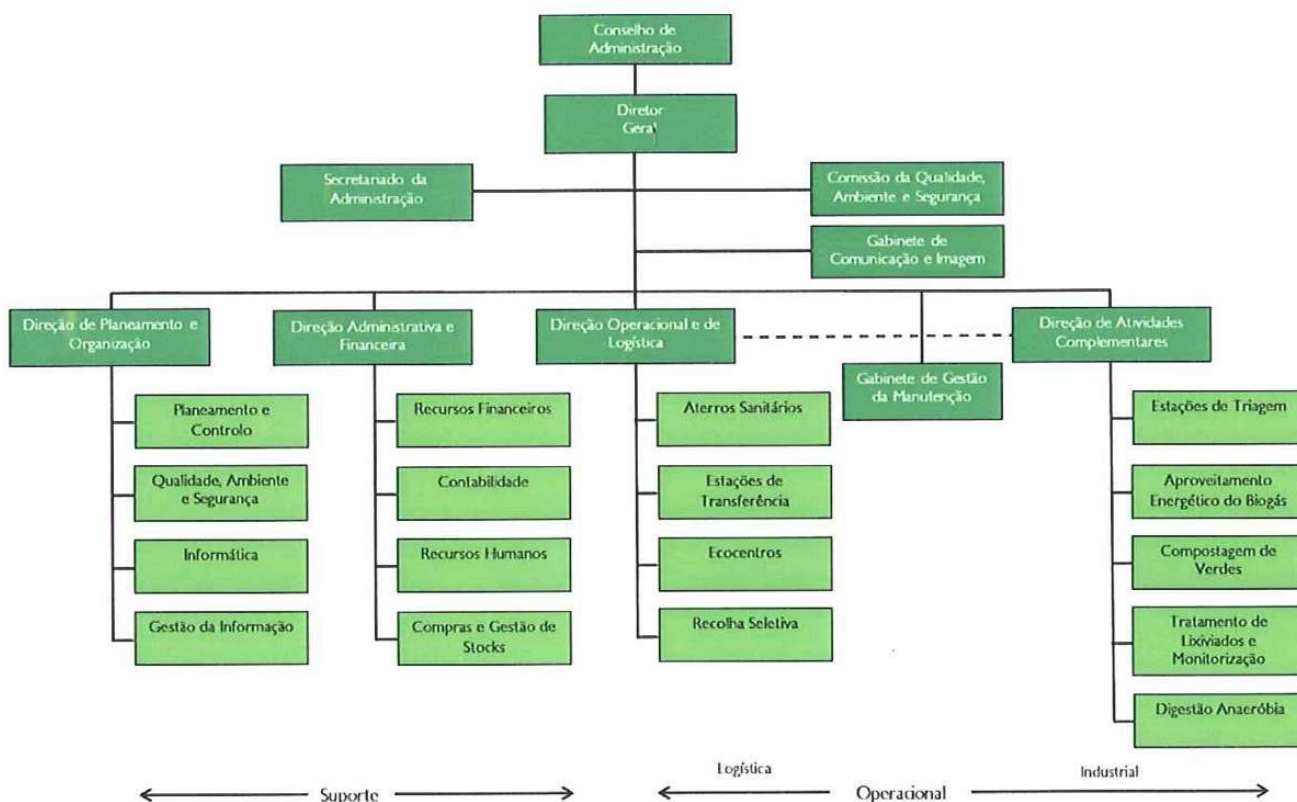 Conselho de
Administração
Diretor
Geral
Secretariado da
Administração
Comissão da Qualidade,
Ambiente e Segurança
Gabinete de
Comunicação e Imagem
Direção de Planeamento e
Organização
Direção Administrativa e
Financeira
Direção Operacional e de
Logística
Gabinete de Gestão
da Manutenção
Direção de Atividades
Complementares
Planeamento e
Controlo
Qualidade, Ambiente
e Segurança
Informática
Gestão da Informação
Recursos Financeiros
Contabilidade
Recursos Humanos
Compras e Gestão de
Stocks
Aterros Sanitários
Estações de
Transferência
Ecocentros
Recolha Seletiva
Estações de Triagem
Aproveitamento
Energético do Biogás
Compostagem de
Verdes
Tratamento de
Lixiviados e
Monitorização
Digestão Anaeróbia
Logística
Industrial
Suporte
Operacional